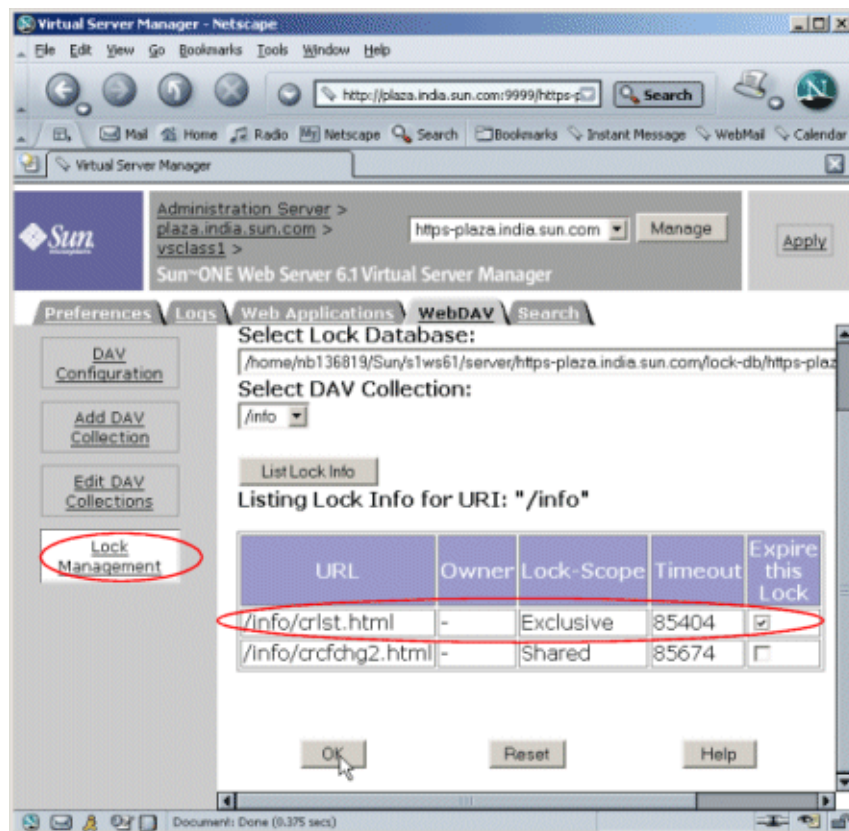 Virtual Server Manager - Netscape
File Edit View Go Bookmarks Tools Window Help
http://plaza.india.sun.com:9999/https-p
Search
Mail Home Radio My Netscape Search Bookmarks Instant Message WebMail Calendar
Virtual Server Manager
Sun
Administration Server >
plaza.india.sun.com >
vsclass1 >
https-plaza.india.sun.com
Manage
Apply
Sun ONE Web Server 6.1 Virtual Server Manager
Preferences Logs Web Applications WebDAV Search
DAV
Configuration
Add DAV
Collection
Edit DAV
Collections
Lock
Management
Select Lock Database:
/home/nb136819/Sun/s1ws61/server/https-plaza.india.sun.com/lock-db/https-plaz
Select DAV Collection:
/info
List Lock Info
Listing Lock Info for URI: "/info"
URL Owner Lock-Scope Timeout Expire this Lock
/info/crlst.html - Exclusive 85404
/info/crcfchg2.html - Shared 85674
OK Reset Help
Document: Done (0.375 secs)